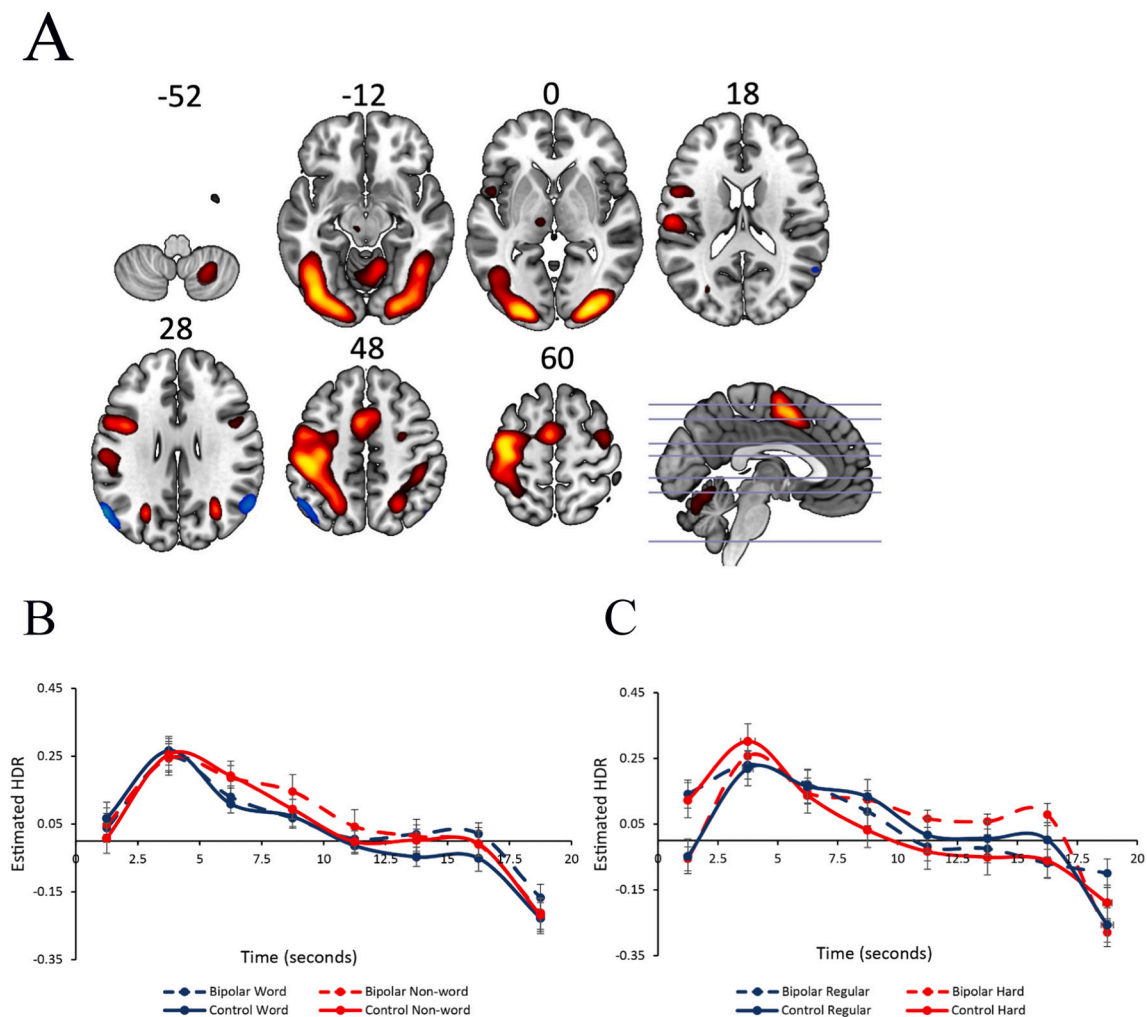 A
-52 -12 0 18
28 48 60
B
0.45
0.25
0.05
-0.15
-0.35
0 2.5 5 7.5 10 12.5 15 17.5 20
Estimated HDR
Time (seconds)
Bipolar Word Bipolar Non-word
Control Word Control Non-word
C
0.45
0.25
0.05
-0.15
-0.35
0 2.5 5 7.5 10 12.5 15 17.5 20
Estimated HDR
Time (seconds)
Bipolar Regular Bipolar Hard
Control Regular Control Hard